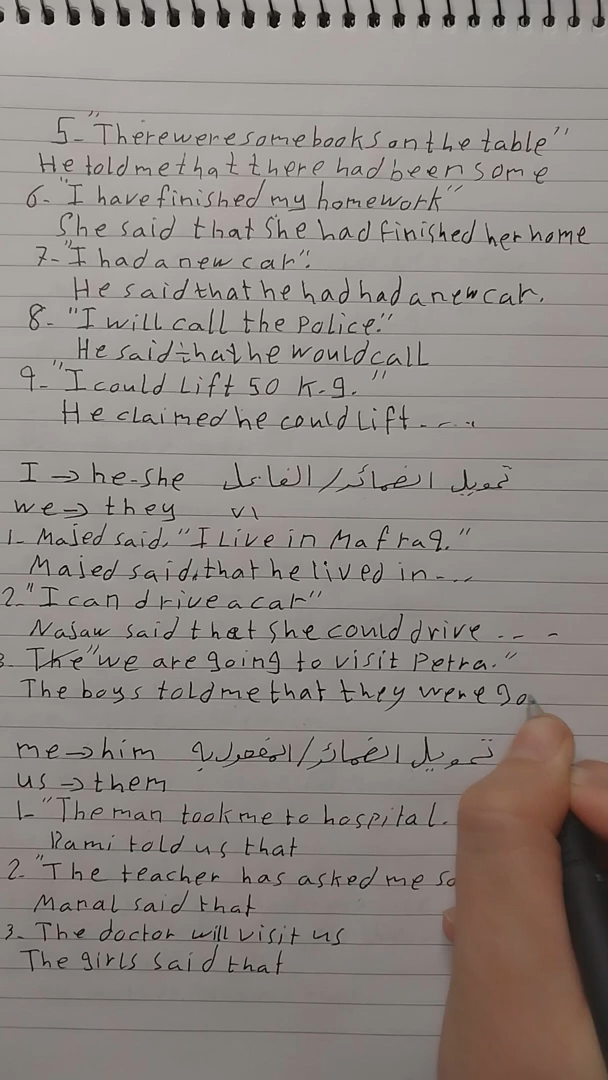 5- "There were some books on the table"
He told me that there had been some
6- "I have finished my homework"
She said that she had finished her home
7- "I had a new car".
He said that he had had a new car.
8- "I will call the police."
He said that he would call
9- "I could lift 50 K.g."
He claimed he could lift ....
I → he-she تحويل الضمائر/الفاعل
we → they
1- Majed said, "I live in Mafraq."
Majed said, that he lived in ...
2. "I can drive a car"
said that she could drive ...
3. "we are going to visit Petra."
The boys told me that they were go
me → him تحويل الضمائر/المفعول به
us → them
1- "The man took me to hospital.
Rami told us that
2. "The teacher has asked me so
Manal said that
3. The doctor will visit us
The girls said that